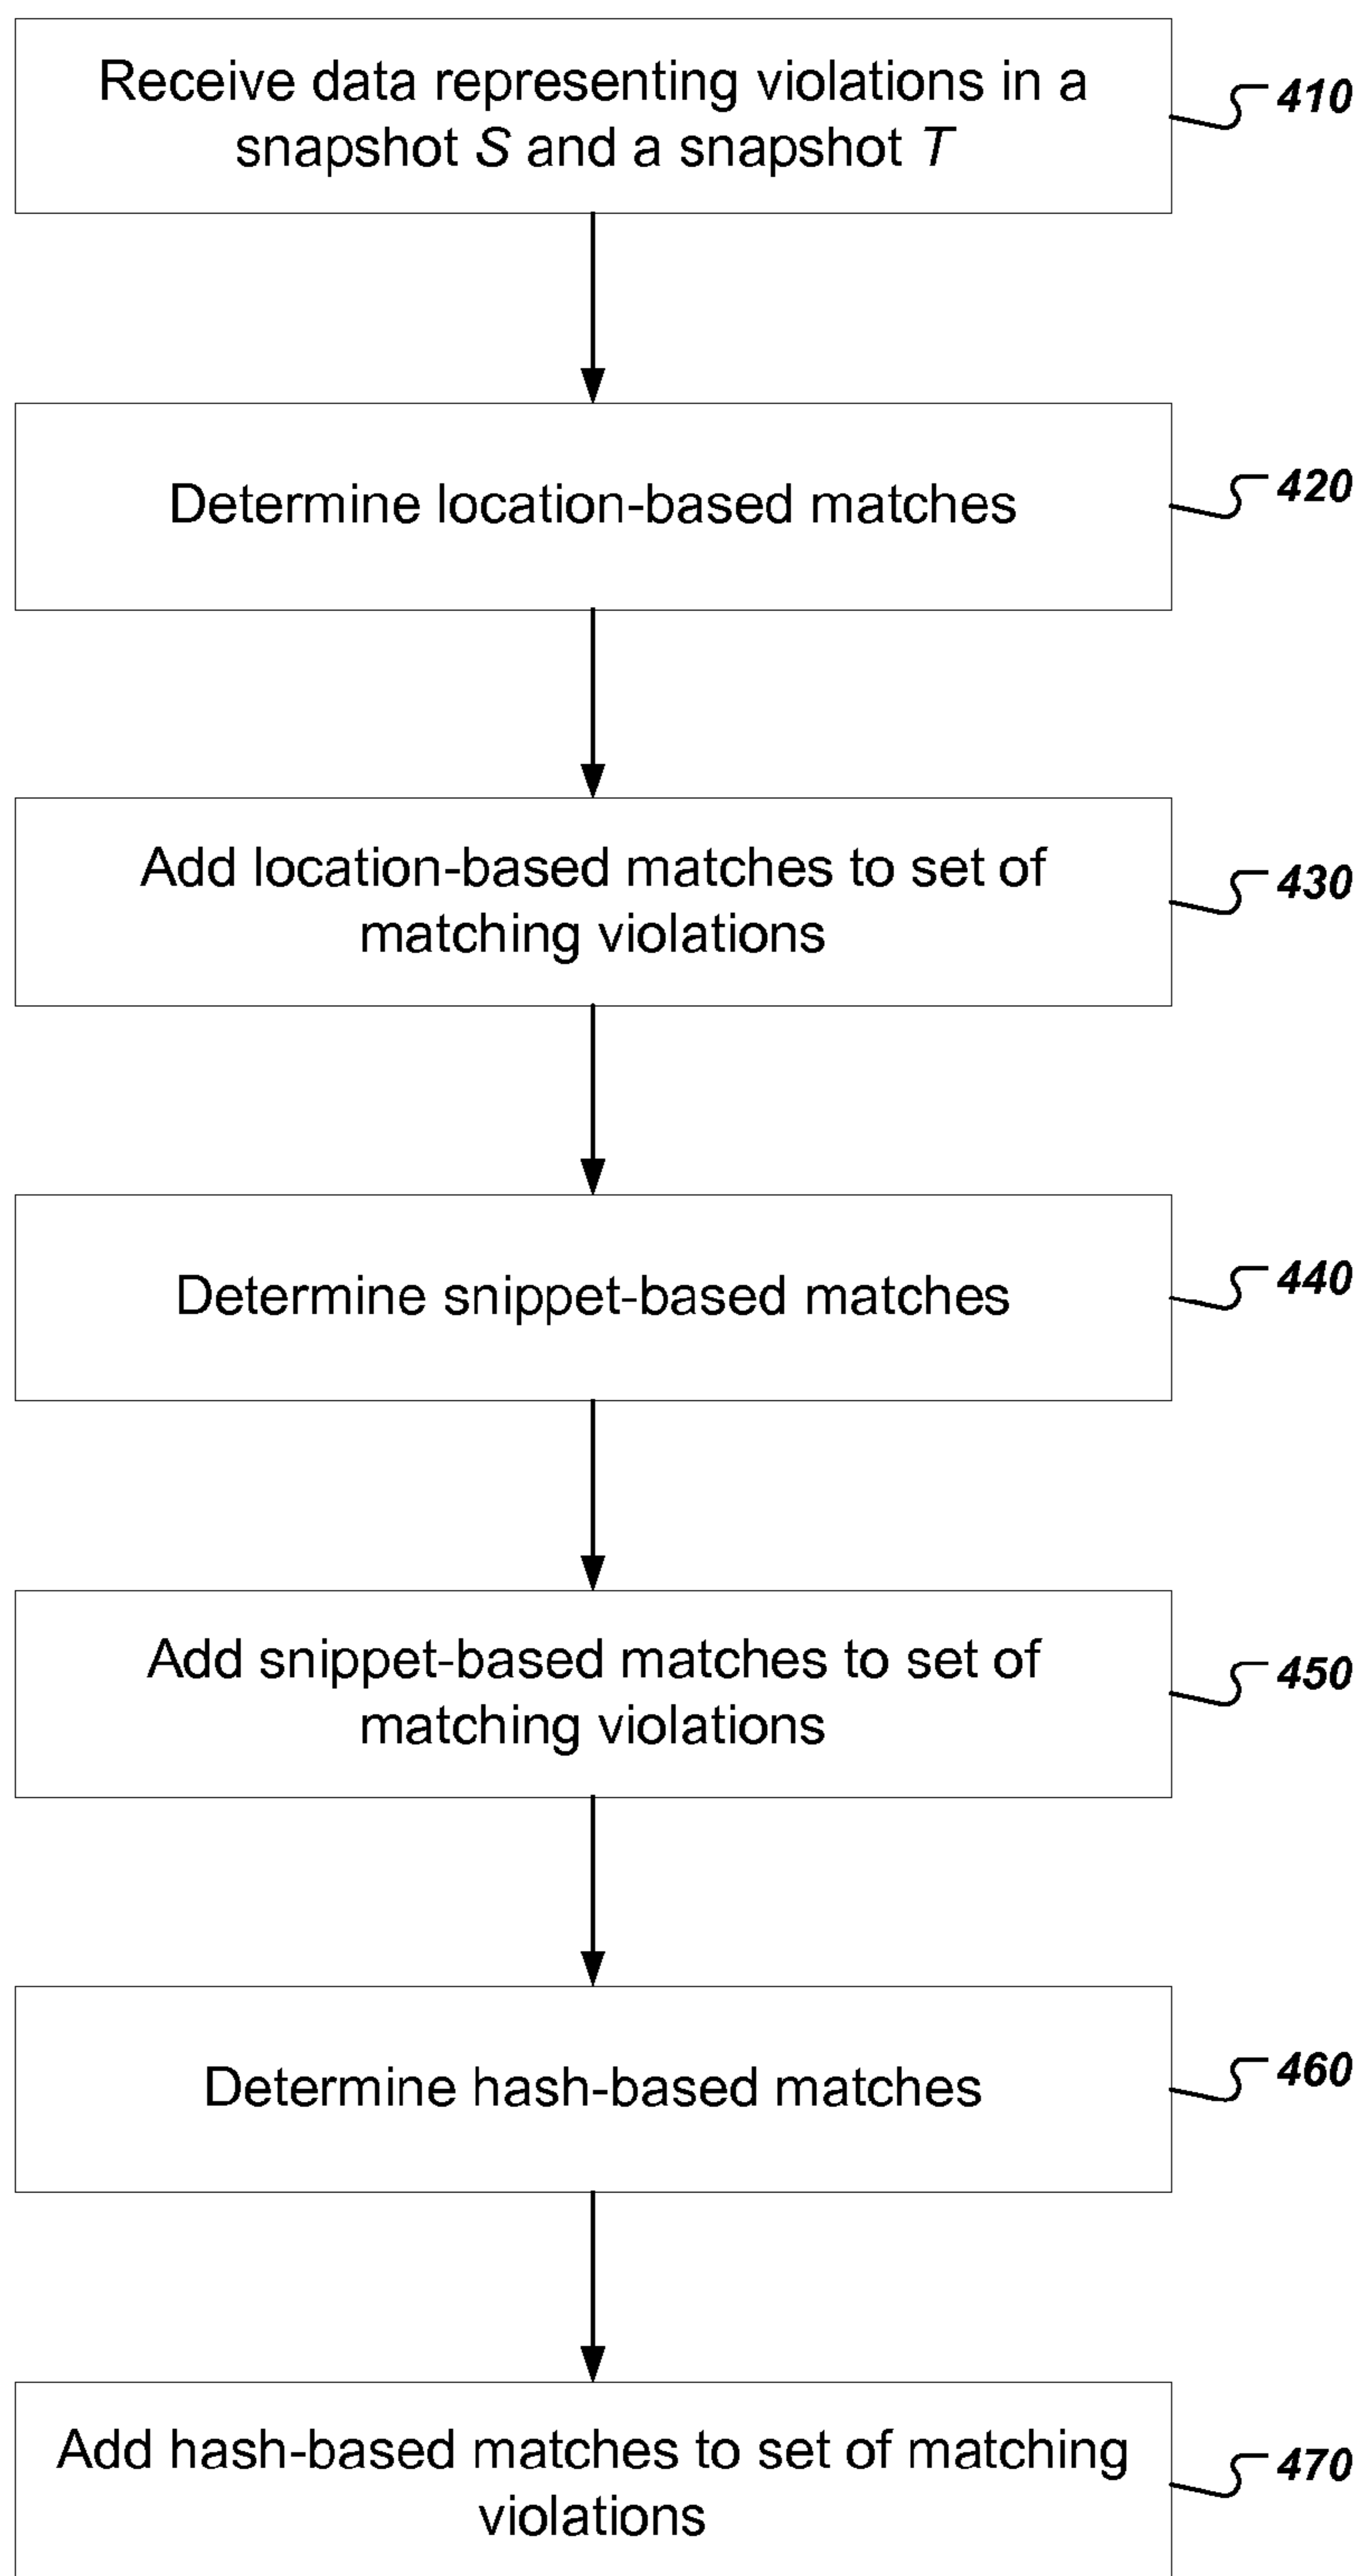 Receive data representing violations in a
snapshot S and a snapshot T
410
Determine location-based matches
420
Add location-based matches to set of
matching violations
430
Determine snippet-based matches
440
Add snippet-based matches to set of
matching violations
450
Determine hash-based matches
460
Add hash-based matches to set of matching
violations
470